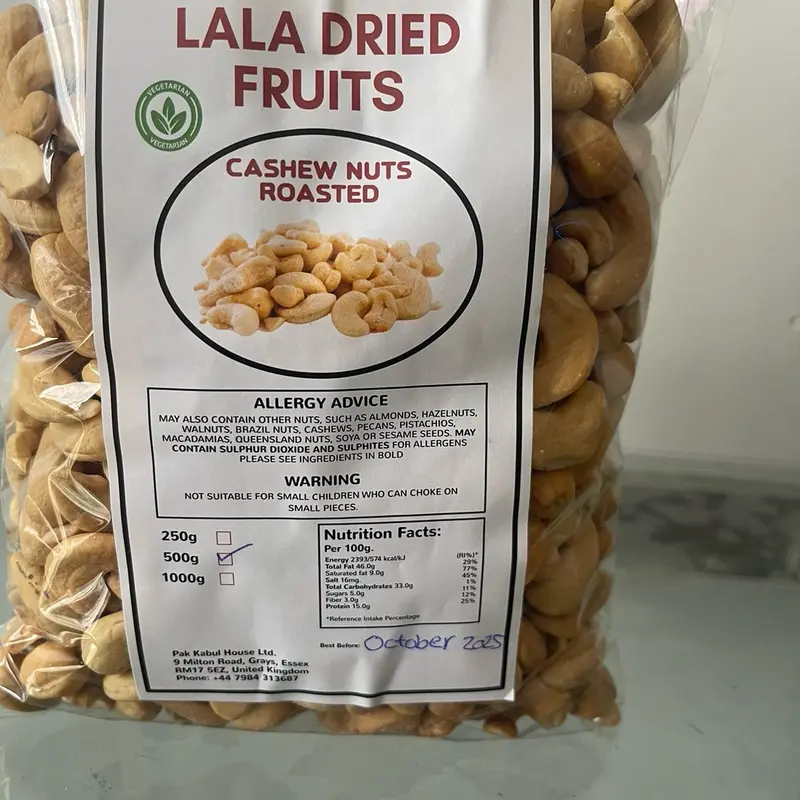 LALA DRIED
FRUITS
VEGETARIAN
VEGETARIAN
CASHEW NUTS
ROASTED
ALLERGY ADVICE
MAY ALSO CONTAIN OTHER NUTS, SUCH AS ALMONDS, HAZELNUTS,
WALNUTS, BRAZIL NUTS, CASHEWS, PECANS, PISTACHIOS,
MACADAMIAS, QUEENSLAND NUTS, SOYA OR SESAME SEEDS. MAY
CONTAIN SULPHUR DIOXIDE AND SULPHITES FOR ALLERGENS
PLEASE SEE INGREDIENTS IN BOLD
WARNING
NOT SUITABLE FOR SMALL CHILDREN WHO CAN CHOKE ON
SMALL PIECES.
250g
500g
1000g
Nutrition Facts:
Per 100g.
(RI%)*
Energy 2393/574 kcal/kJ 29%
Total Fat 46.0g 77%
Saturated fat 9.0g 45%
Salt 16mg. 1%
Total Carbohydrates 33.0g 11%
Sugars 5.0g 12%
Fiber 3.0g 25%
Protein 15.0g
*Reference Intake Percentage
Best Before: October 2025
Pak Kabul House Ltd.
9 Milton Road, Grays, Essex
RM17 5EZ, United Kingdom
Phone: +44 7984 313687